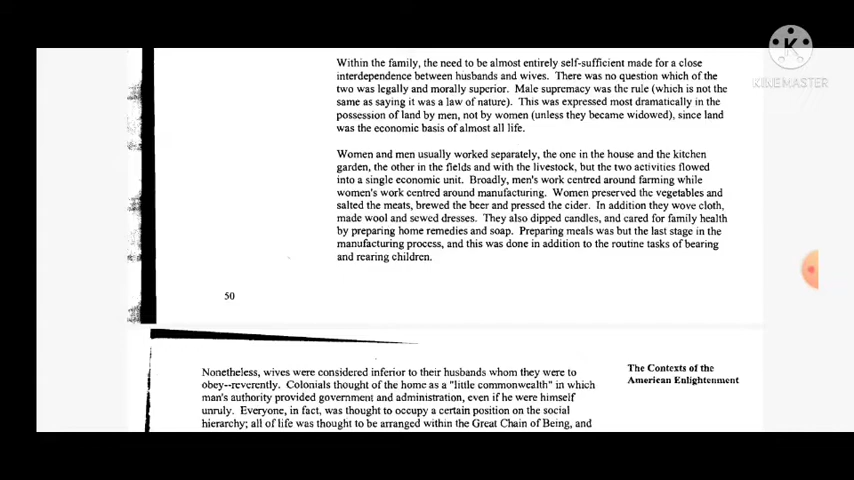 KINEMASTER
Within the family, the need to be almost entirely self-sufficient made for a close
interdependence between husbands and wives. There was no question which of the
two was legally and morally superior. Male supremacy was the rule (which is not the
same as saying it was a law of nature). This was expressed most dramatically in the
possession of land by men, not by women (unless they became widowed), since land
was the economic basis of almost all life.
Women and men usually worked separately, the one in the house and the kitchen
garden, the other in the fields and with the livestock, but the two activities flowed
into a single economic unit. Broadly, men's work centred around farming while
women's work centred around manufacturing. Women preserved the vegetables and
salted the meats, brewed the beer and pressed the cider. In addition they wove cloth,
made wool and sewed dresses. They also dipped candles, and cared for family health
by preparing home remedies and soap. Preparing meals was but the last stage in the
manufacturing process, and this was done in addition to the routine tasks of bearing
and rearing children.
50
Nonetheless, wives were considered inferior to their husbands whom they were to
obey--reverently. Colonials thought of the home as a "little commonwealth" in which
man's authority provided government and administration, even if he were himself
unruly. Everyone, in fact, was thought to occupy a certain position on the social
hierarchy; all of life was thought to be arranged within the Great Chain of Being, and
The Contexts of the
American Enlightenment